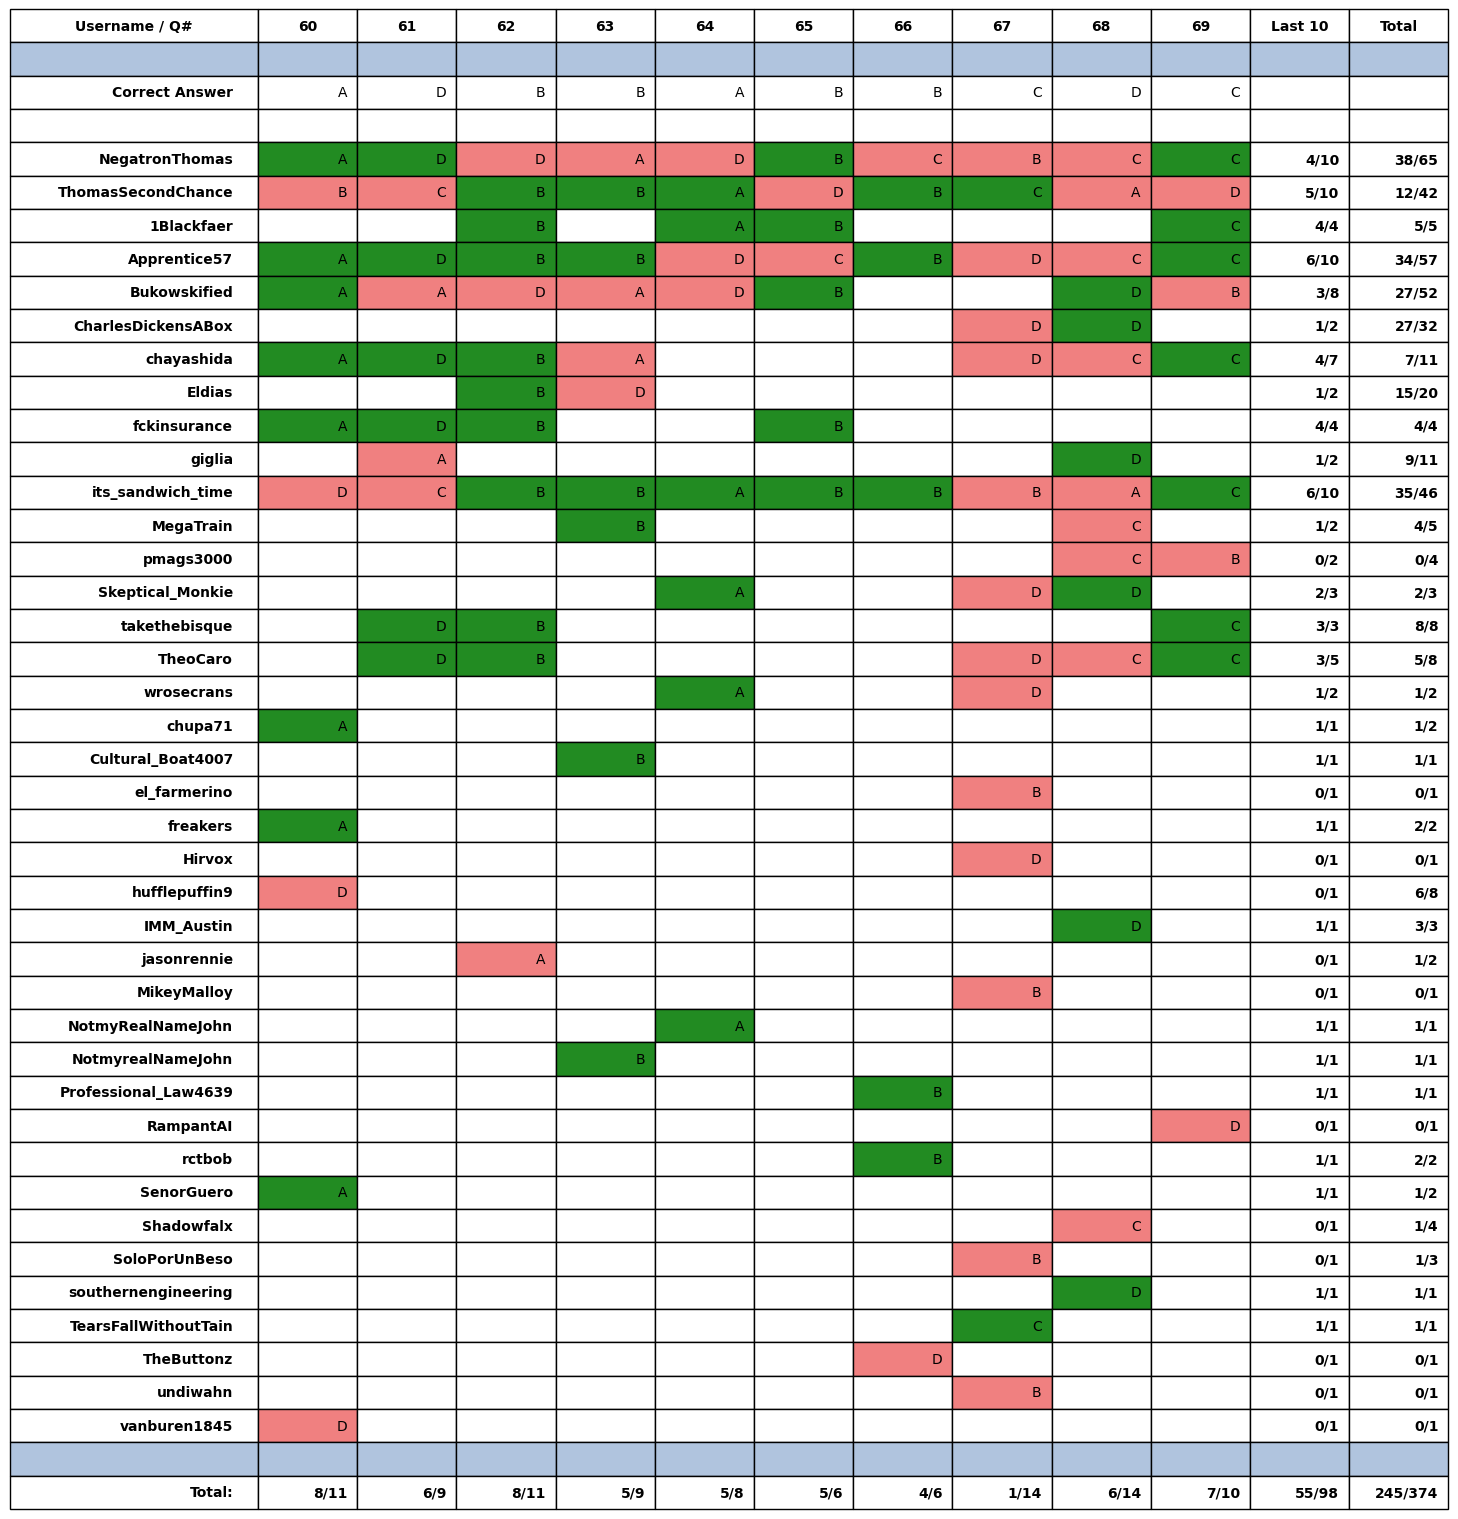 Username / Q# 60 61 62 63 64 65 66 67 68 69 Last 10 Total
Correct Answer A D B B A B B C D C
NegatronThomas A D D A D B C B C C 4/10 38/65
ThomasSecondChance B C B B A D B C A D 5/10 12/42
1Blackfaer B A B C 4/4 5/5
Apprentice57 A D B B D C B D C C 6/10 34/57
Bukowskified A A D A D B D B 3/8 27/52
CharlesDickensABox D D 1/2 27/32
chayashida A D B A D C C 4/7 7/11
Eldias B D 1/2 15/20
fckinsurance A D B B 4/4 4/4
giglia A D 1/2 9/11
its_sandwich_time D C B B A B B B A C 6/10 35/46
MegaTrain B C 1/2 4/5
pmags3000 C B 0/2 0/4
Skeptical_Monkie A D D 2/3 2/3
takethebisque D B C 3/3 8/8
TheoCaro D B D C C 3/5 5/8
wrosecrans A D 1/2 1/2
chupa71 A 1/1 1/2
Cultural_Boat4007 B 1/1 1/1
el_farmerino B 0/1 0/1
freakers A 1/1 2/2
Hirvox D 0/1 0/1
hufflepuffin9 D 0/1 6/8
IMM_Austin D 1/1 3/3
jasonrennie A 0/1 1/2
MikeyMalloy B 0/1 0/1
NotmyRealNameJohn A 1/1 1/1
NotmyrealNameJohn B 1/1 1/1
Professional_Law4639 B 1/1 1/1
RampantAI D 0/1 0/1
rctbob B 1/1 2/2
SenorGuero A 1/1 1/2
Shadowfalx C 0/1 1/4
SoloPorUnBeso B 0/1 1/3
southernengineering D 1/1 1/1
TearsFallWithoutTain C 1/1 1/1
TheButtonz D 0/1 0/1
undiwahn B 0/1 0/1
vanburen1845 D 0/1 0/1
Total: 8/11 6/9 8/11 5/9 5/8 5/6 4/6 1/14 6/14 7/10 55/98 245/374